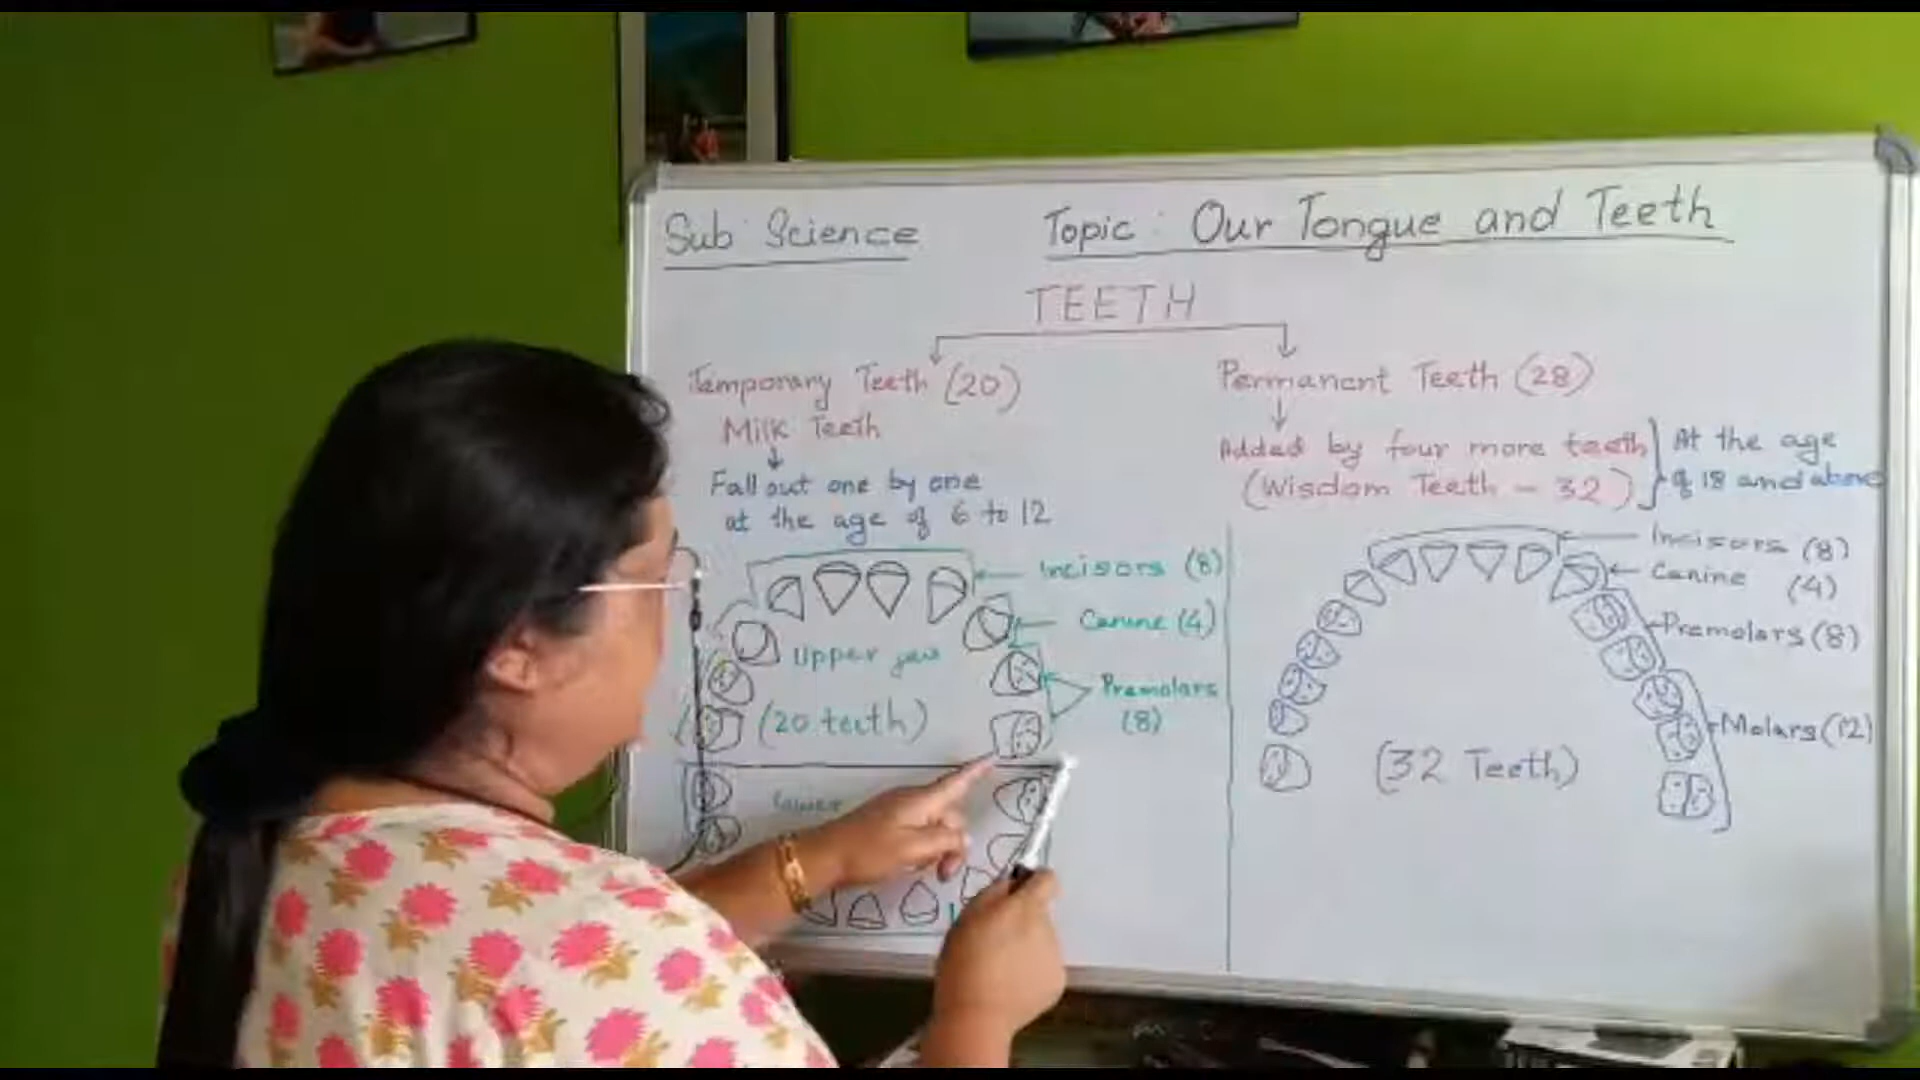 Sub: Science
Topic: Our Tongue and Teeth
TEETH
Temporary Teeth (20)
Milk Teeth
Fall out one by one
at the age of 6 to 12
Permanent Teeth (28)
Added by four more teeth
(Wisdom Teeth - 32)
At the age
of 18 and above
Incisors (8)
Canine (4)
Premolars
(8)
Upper jaw
(20 teeth)
Lower
Incisors (8)
Canine (4)
Premolars (8)
Molars (12)
(32 Teeth)